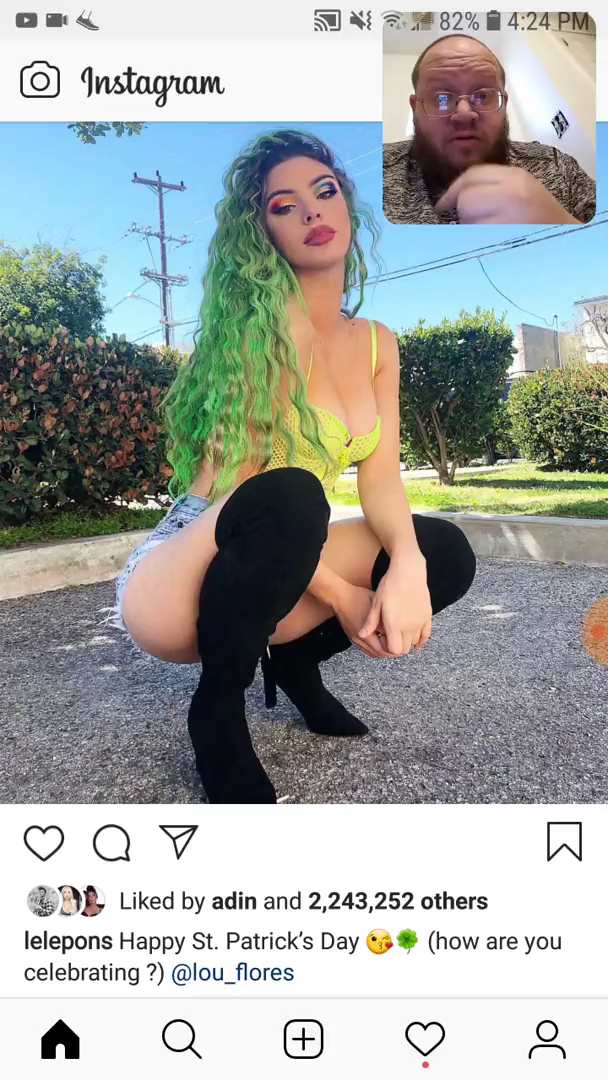 82% 4:24 PM
Instagram
Liked by adin and 2,243,252 others
lelepons Happy St. Patrick's Day 😘🍀 (how are you
celebrating ?) @lou_flores